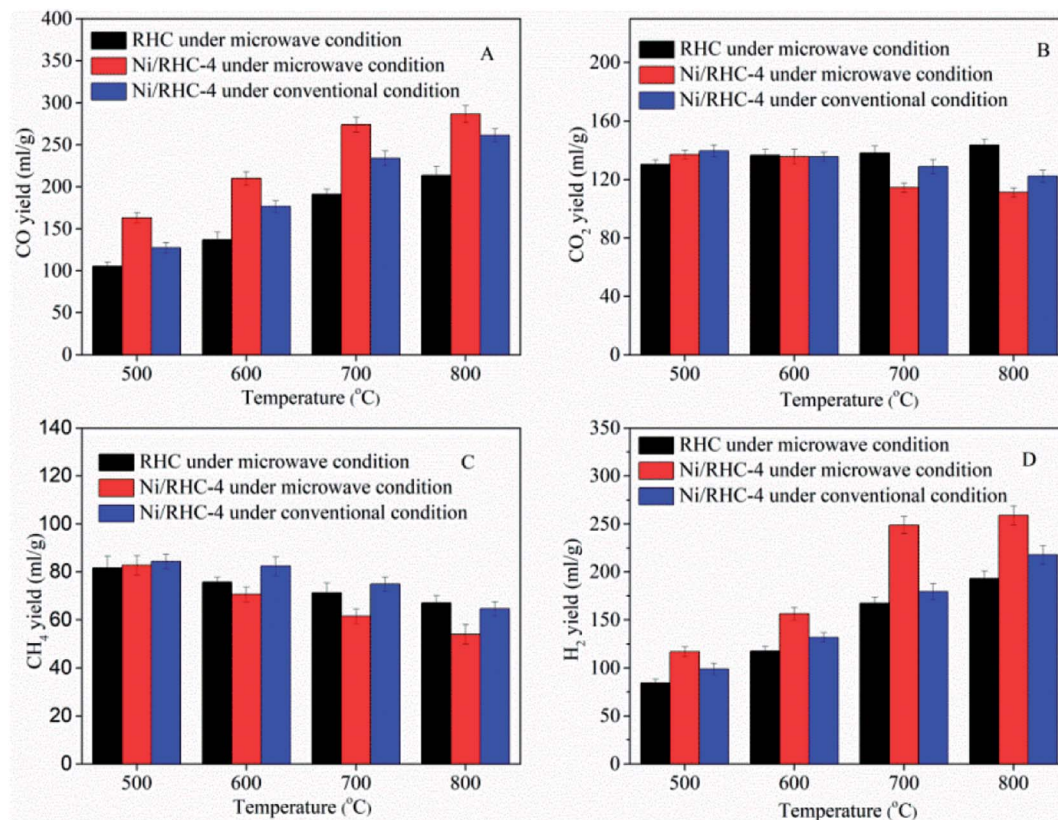 400
350
300
250
200
150
100
50
0
CO yield (ml/g)
RHC under microwave condition
Ni/RHC-4 under microwave condition
Ni/RHC-4 under conventional condition
A
500 600 700 800
Temperature (°C)
220
180
140
100
60
20
0
CO₂ yield (ml/g)
RHC under microwave condition
Ni/RHC-4 under microwave condition
Ni/RHC-4 under conventional condition
B
500 600 700 800
Temperature (°C)
140
120
100
80
60
40
20
0
CH₄ yield (ml/g)
RHC under microwave condition
Ni/RHC-4 under microwave condition
Ni/RHC-4 under conventional condition
C
500 600 700 800
Temperature (°C)
350
300
250
200
150
100
50
0
H₂ yield (ml/g)
RHC under microwave condition
Ni/RHC-4 under microwave condition
Ni/RHC-4 under conventional condition
D
500 600 700 800
Temperature (°C)